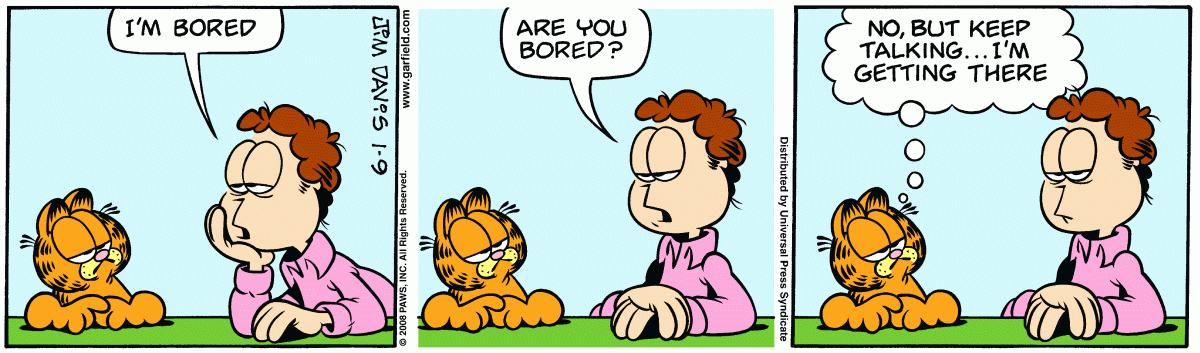 I'M BORED
JIM DAVIS 1-9
© 2008 PAWS, INC. All Rights Reserved.
www.garfield.com
ARE YOU
BORED?
Distributed by Universal Press Syndicate
NO, BUT KEEP
TALKING...I'M
GETTING THERE